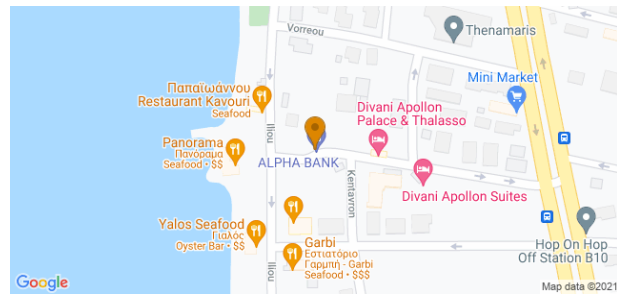 Vorreou
Thenamaris
Παπαϊωάννου
Restaurant Kavouri
Seafood
Iliou
Mini Market
Divani Apollon
Palace & Thalasso
Panorama
Πανόραμα
Seafood • $$
ALPHA BANK
Kentavron
Divani Apollon Suites
Yalos Seafood
Γιαλός
Oyster Bar • $$
Iliou
Garbi
Εστιατόριο
Γαρμπή - Garbi
Seafood • $$$
Hop On Hop
Off Station B10
Google
Map data ©2021